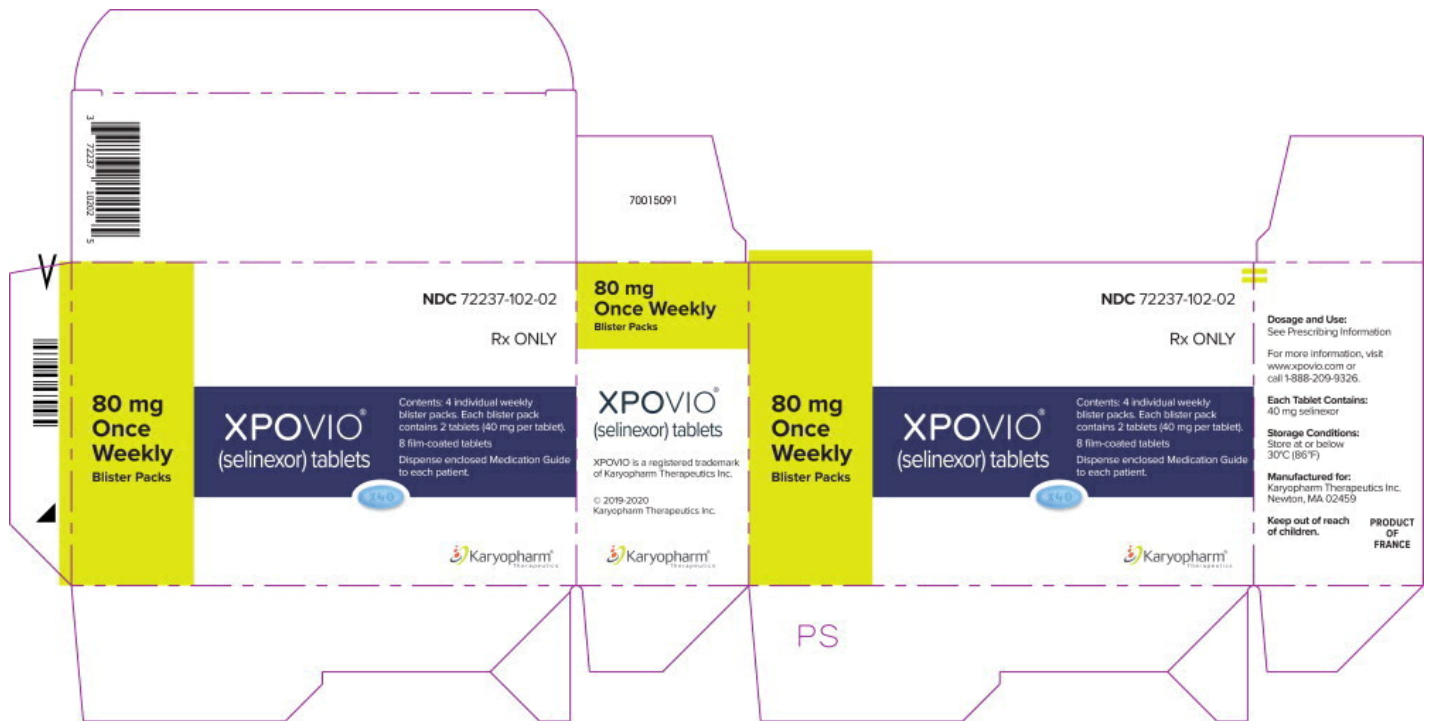 3 72237 10202 5
70015091
80 mg
Once
Weekly
Blister Packs
NDC 72237-102-02
Rx ONLY
XPOVIO®
(selinexor) tablets
Contents: 4 individual weekly
blister packs. Each blister pack
contains 2 tablets (40 mg per tablet).
8 film-coated tablets
Dispense enclosed Medication Guide
to each patient.
X40
Karyopharm®
Therapeutics
80 mg
Once Weekly
Blister Packs
XPOVIO®
(selinexor) tablets
XPOVIO is a registered trademark
of Karyopharm Therapeutics Inc.
© 2019-2020
Karyopharm Therapeutics Inc.
Karyopharm®
Therapeutics
80 mg
Once
Weekly
Blister Packs
NDC 72237-102-02
Rx ONLY
XPOVIO®
(selinexor) tablets
Contents: 4 individual weekly
blister packs. Each blister pack
contains 2 tablets (40 mg per tablet).
8 film-coated tablets
Dispense enclosed Medication Guide
to each patient.
X40
Karyopharm®
Therapeutics
Dosage and Use:
See Prescribing Information
For more information, visit
www.xpovio.com or
call 1-888-209-9326.
Each Tablet Contains:
40 mg selinexor
Storage Conditions:
Store at or below
30°C (86°F)
Manufactured for:
Karyopharm Therapeutics Inc.
Newton, MA 02459
Keep out of reach
of children.
PRODUCT
OF
FRANCE
PS